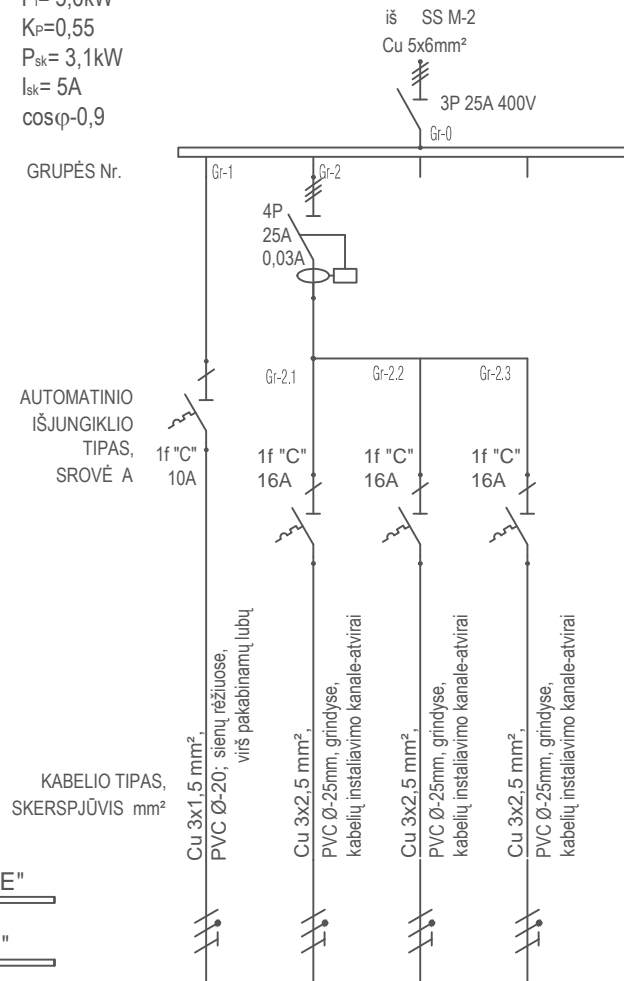 KP=0,55
Psk= 3,1kW
Isk= 5A
cosφ-0,9
iš SS M-2
Cu 5x6mm²
3P 25A 400V
Gr-0
GRUPĖS Nr.
Gr-1
Gr-2
4P
25A
0,03A
Gr-2.1
Gr-2.2
Gr-2.3
AUTOMATINIO
IŠJUNGIKLIO
TIPAS,
SROVĖ A
1f "C"
10A
1f "C"
16A
1f "C"
16A
1f "C"
16A
KABELIO TIPAS,
SKERSPJŪVIS mm²
Cu 3x1,5 mm²,
PVC Ø-20; sienų rėžiuose,
virš pakabinamų lubų
Cu 3x2,5 mm²,
PVC Ø-25mm, grindyse,
kabelių instaliavimo kanale-atvirai
Cu 3x2,5 mm²,
PVC Ø-25mm, grindyse,
kabelių instaliavimo kanale-atvirai
Cu 3x2,5 mm²,
PVC Ø-25mm, grindyse,
kabelių instaliavimo kanale-atvirai
E"
"